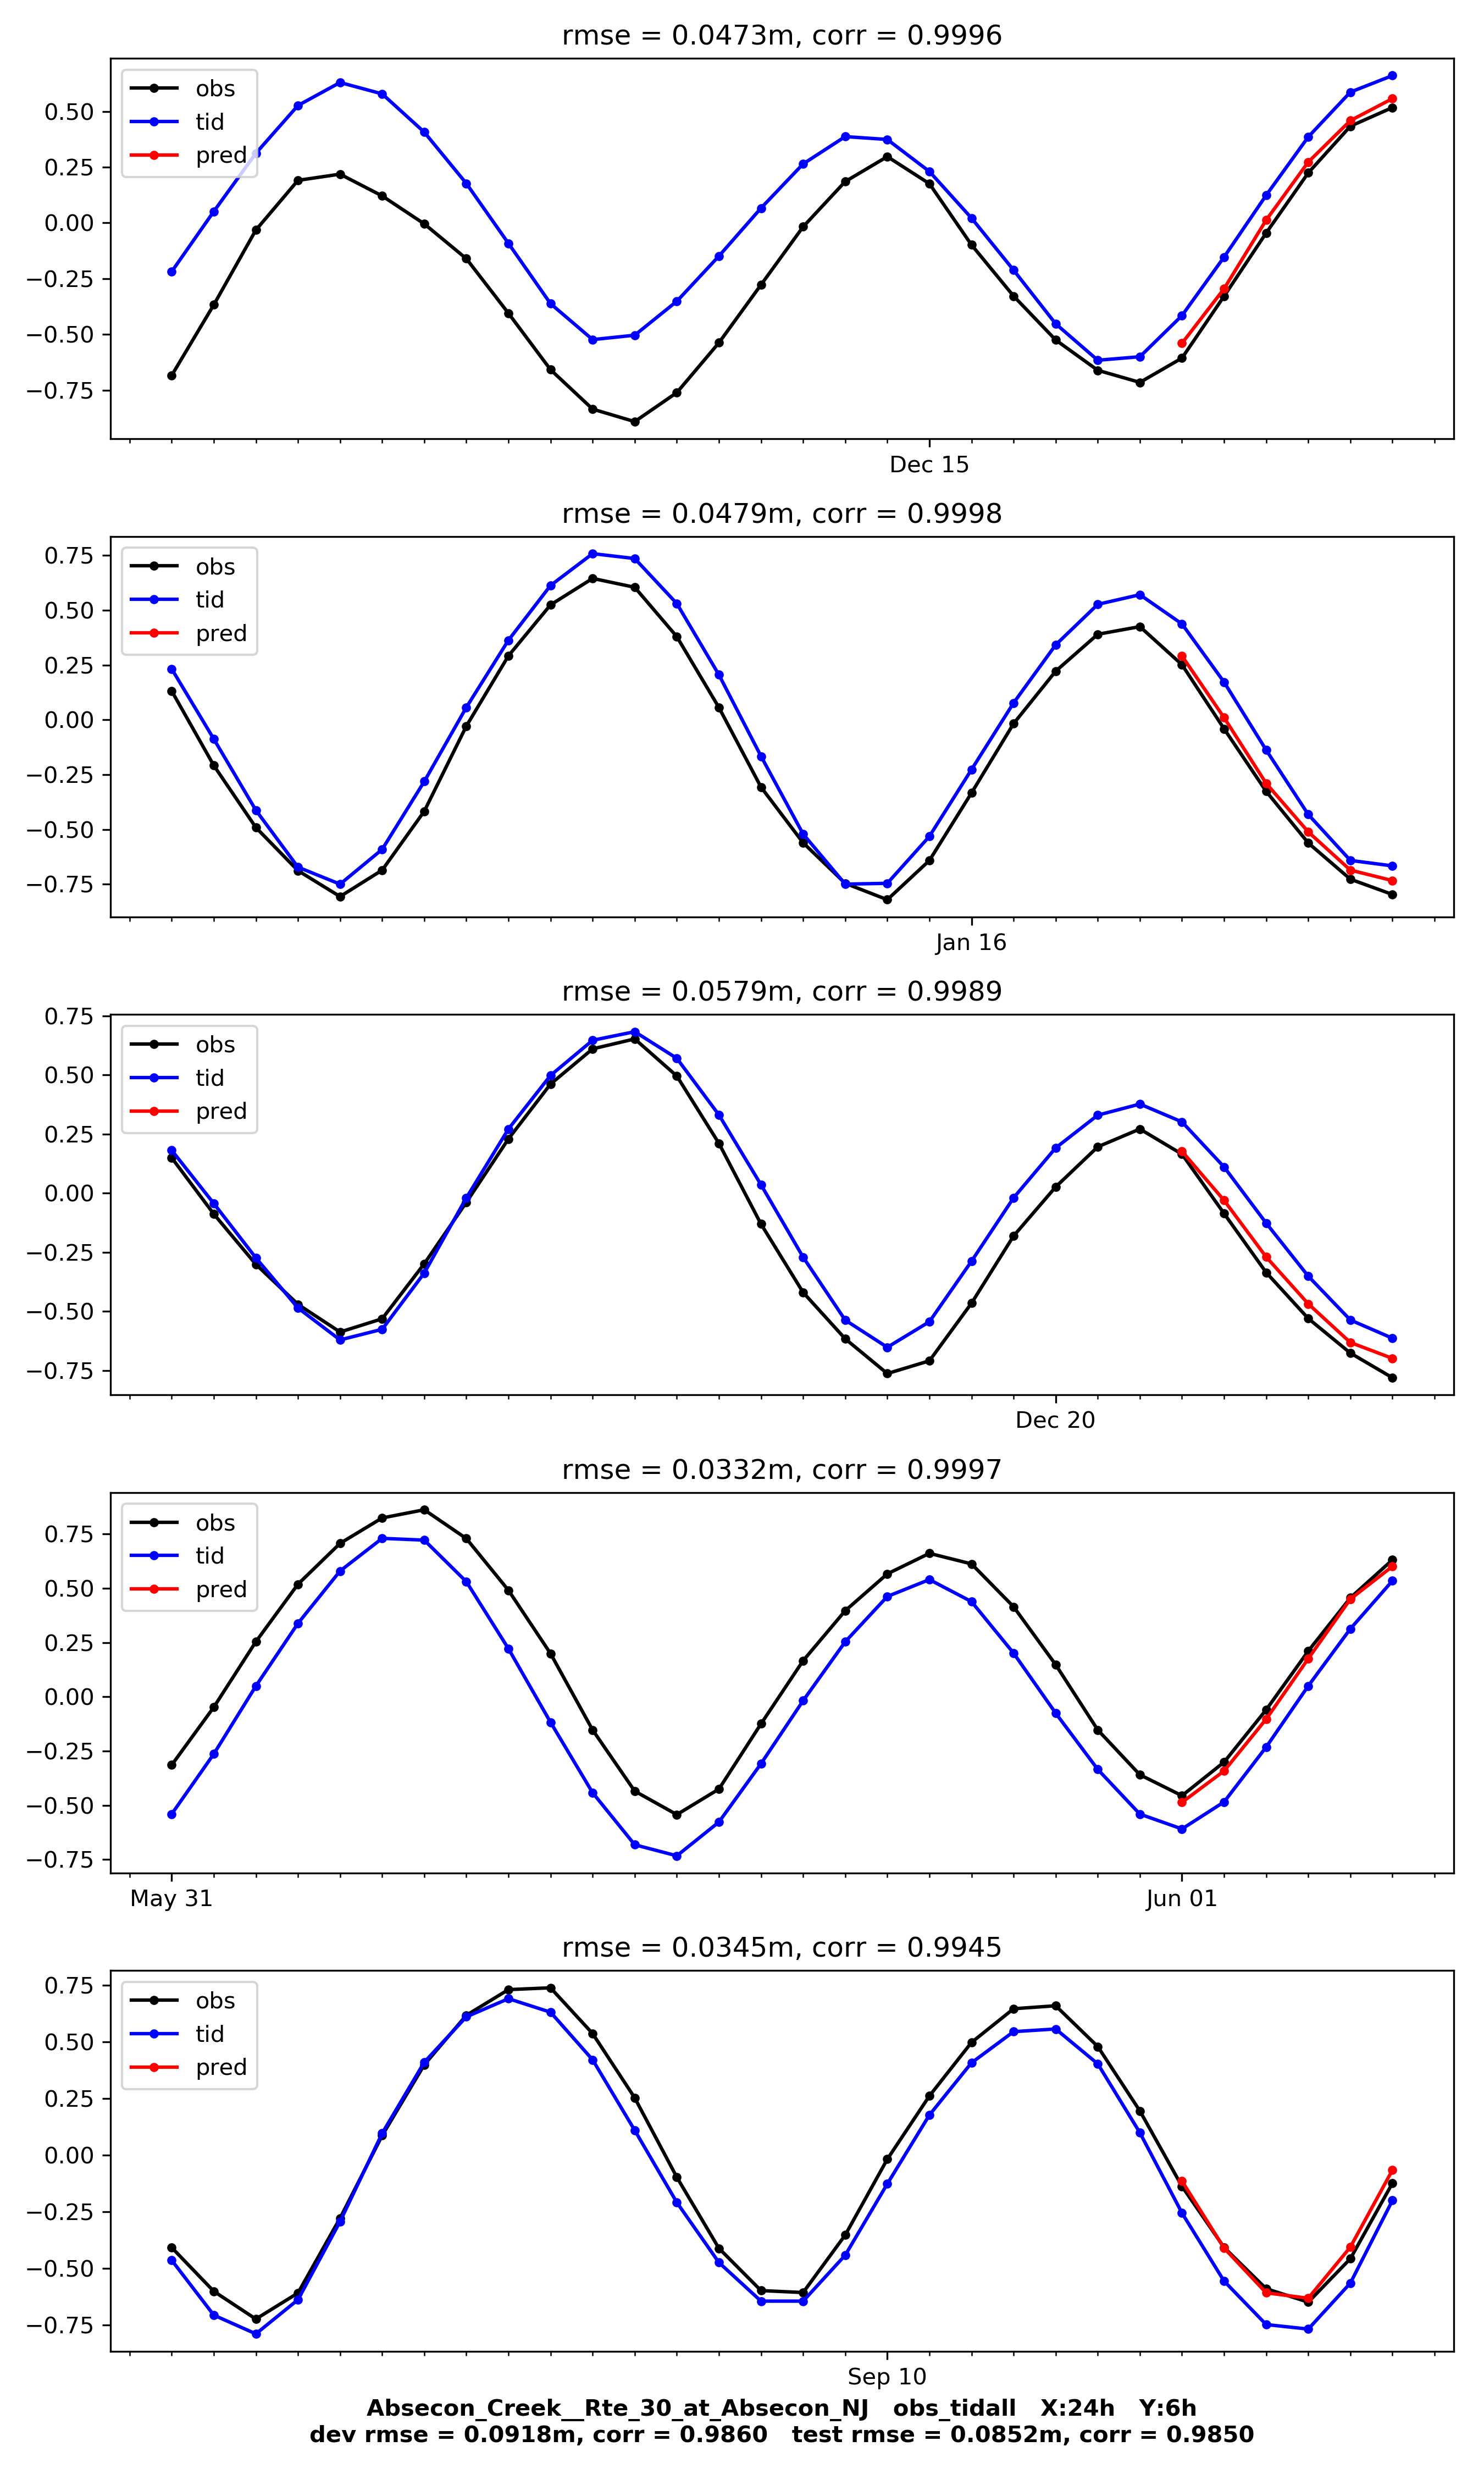 rmse = 0.0473m, corr = 0.9996
obs
tid
pred
0.50
0.25
0.00
−0.25
−0.50
−0.75
Dec 15
rmse = 0.0479m, corr = 0.9998
obs
tid
pred
0.75
0.50
0.25
0.00
−0.25
−0.50
−0.75
Jan 16
rmse = 0.0579m, corr = 0.9989
obs
tid
pred
0.75
0.50
0.25
0.00
−0.25
−0.50
−0.75
Dec 20
rmse = 0.0332m, corr = 0.9997
obs
tid
pred
0.75
0.50
0.25
0.00
−0.25
−0.50
−0.75
May 31 Jun 01
rmse = 0.0345m, corr = 0.9945
obs
tid
pred
0.75
0.50
0.25
0.00
−0.25
−0.50
−0.75
Sep 10
Absecon_Creek__Rte_30_at_Absecon_NJ obs_tidall X:24h Y:6h
dev rmse = 0.0918m, corr = 0.9860 test rmse = 0.0852m, corr = 0.9850